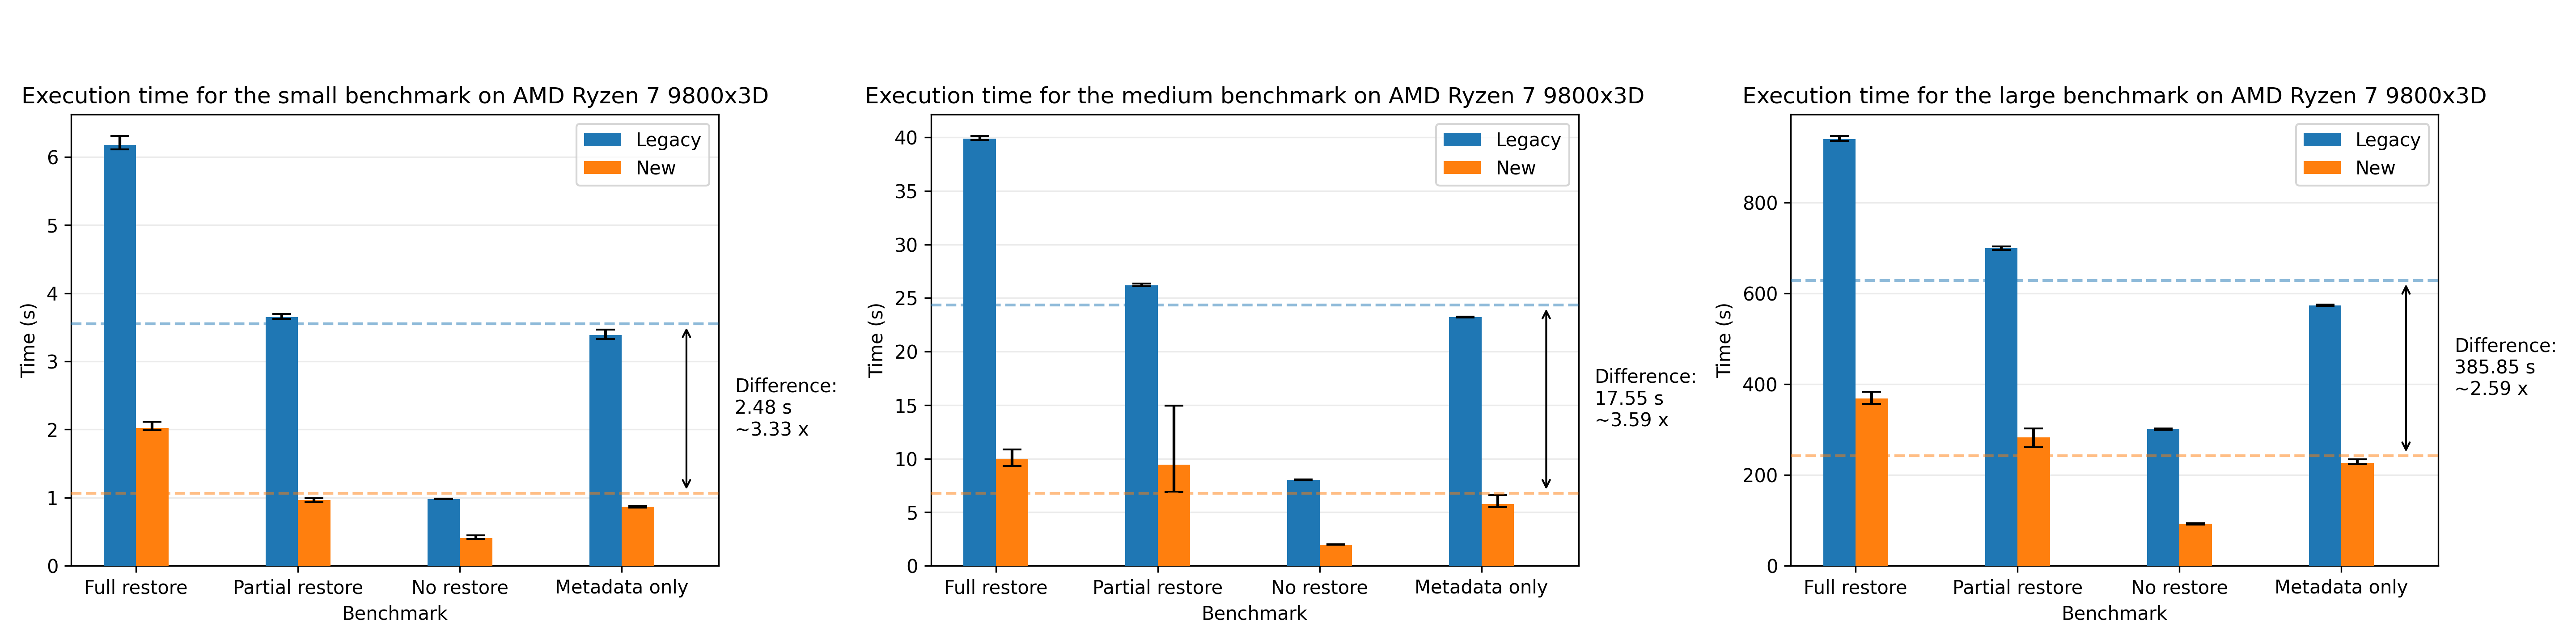 Execution time for the small benchmark on AMD Ryzen 7 9800x3D
Legacy
New
6
5
4
3
2
1
0
Time (s)
Full restore
Partial restore
No restore
Metadata only
Benchmark
Difference:
2.48 s
~3.33 x
Execution time for the medium benchmark on AMD Ryzen 7 9800x3D
Legacy
New
40
35
30
25
20
15
10
5
0
Time (s)
Full restore
Partial restore
No restore
Metadata only
Benchmark
Difference:
17.55 s
~3.59 x
Execution time for the large benchmark on AMD Ryzen 7 9800x3D
Legacy
New
800
600
400
200
0
Time (s)
Full restore
Partial restore
No restore
Metadata only
Benchmark
Difference:
385.85 s
~2.59 x